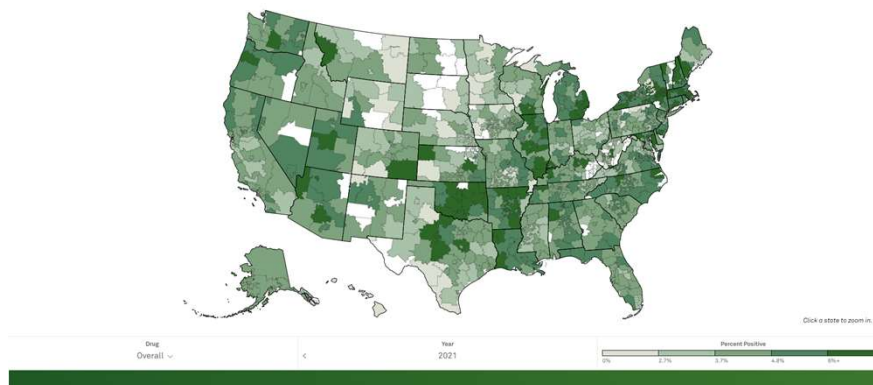 Click a state to zoom in.
Drug
Year
Percent Positive
Overall
2021
0%
2.7%
3.7%
4.8%
6%+